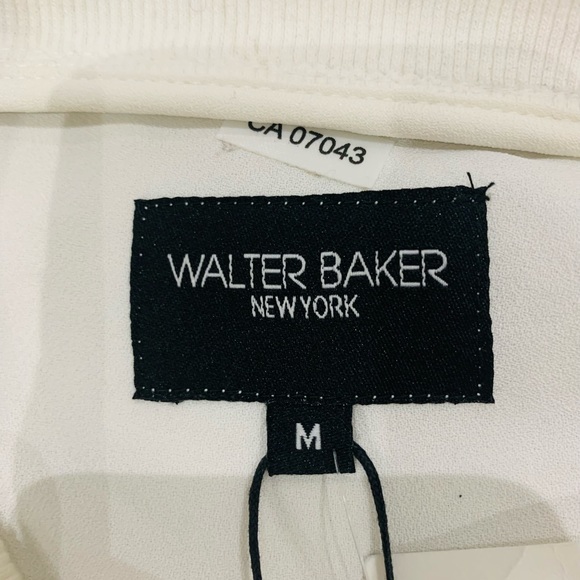 CA 07043
WALTER BAKER
NEW YORK
M